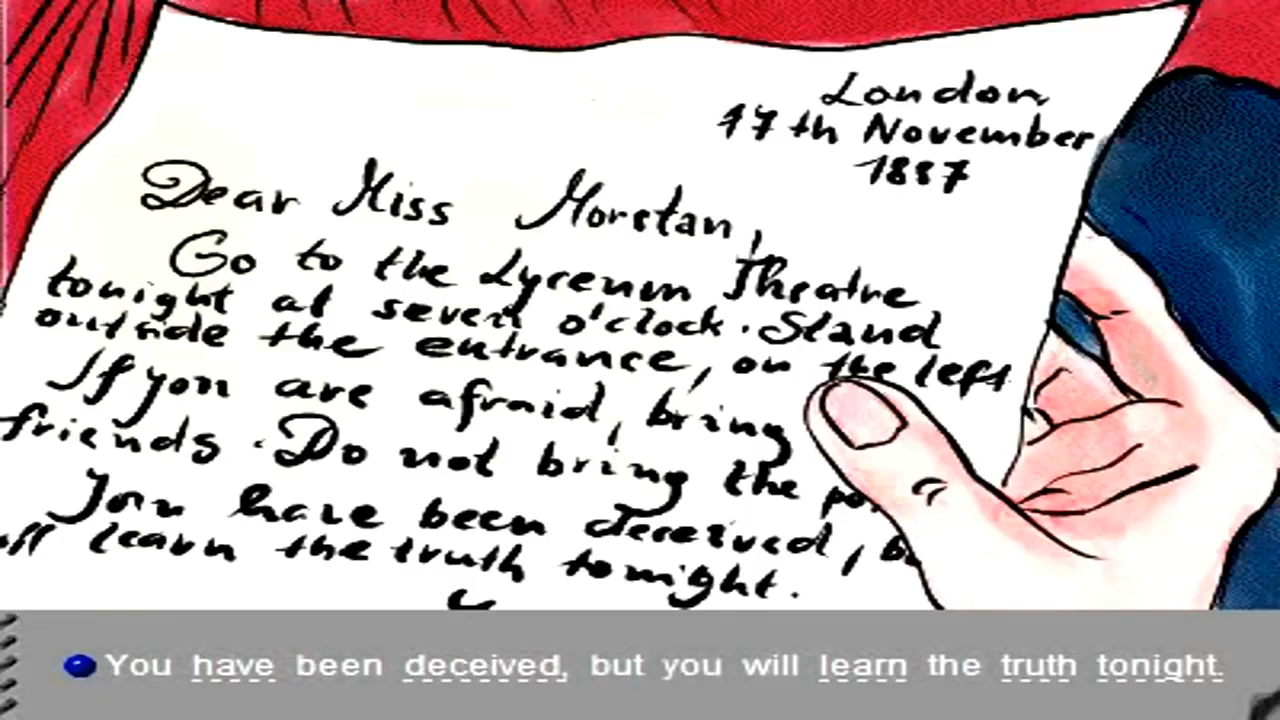 London
17th November
1887
Dear Miss Morstan,
Go to the Lyceum Theatre
tonight at seven o'clock. Stand
outside the entrance, on the left
If you are afraid, bring
friends. Do not bring the po
You have been deceived, b
ll learn the truth tonight.
You have been deceived, but you will learn the truth tonight.